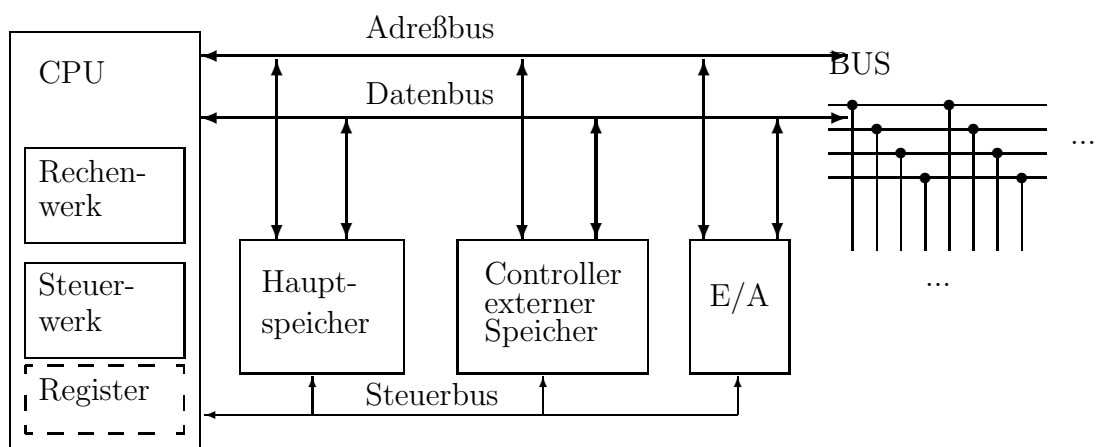 Adreßbus
CPU
BUS
Datenbus
...
Rechen-
werk
Steuer-
werk
Haupt-
speicher
Controller
externer
Speicher
E/A
...
Register
Steuerbus